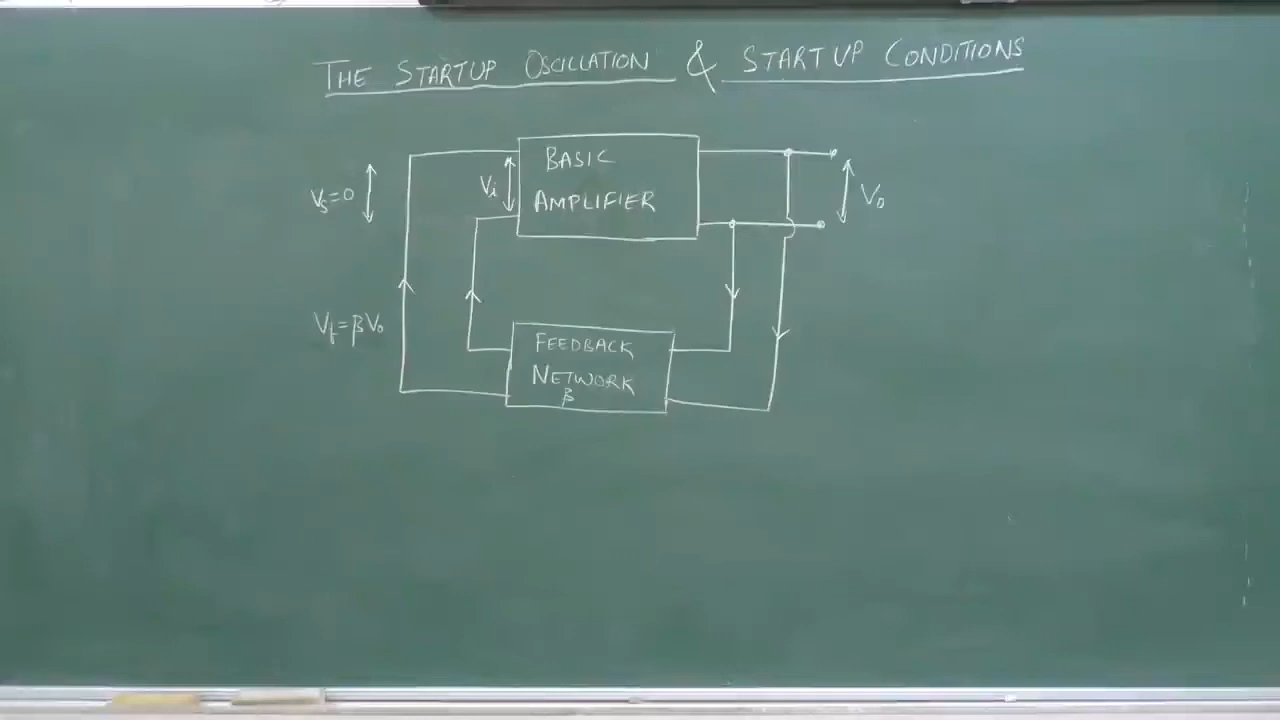 THE STARTUP OSCILLATION & START UP CONDITIONS
BASIC
AMPLIFIER
Vi
Vs=0
Vo
Vf=βVo
FEEDBACK
NETWORK
β